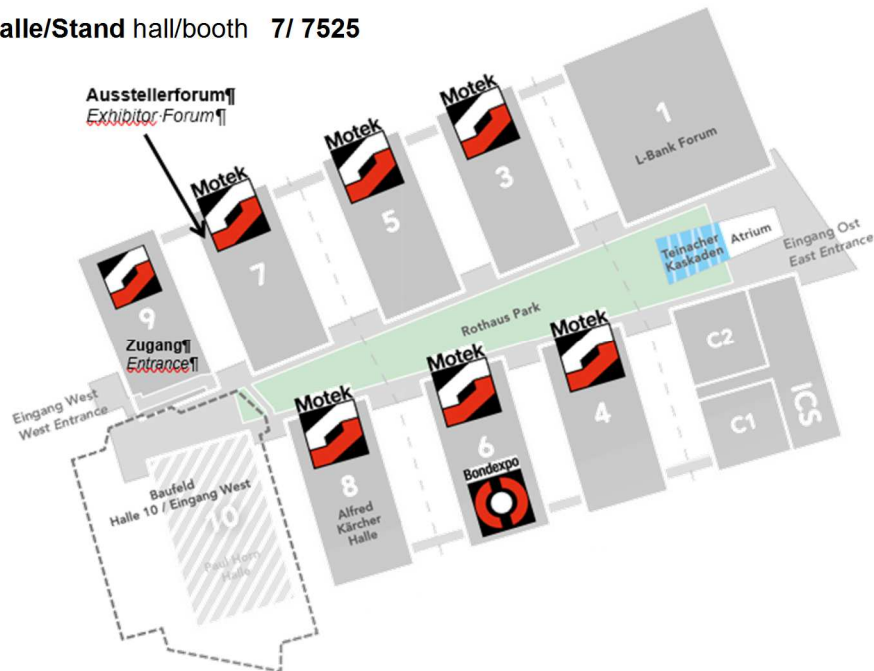 alle/Stand hall/booth 7/ 7525
Ausstellerforum¶
Exhibitor·Forum¶
Motek
Motek
Motek
1
L-Bank Forum
3
5
7
9
Zugang¶
Entrance¶
Teinacher
Kaskaden
Atrium
Eingang Ost
East Entrance
Rothaus Park
Eingang West
West Entrance
Motek
Motek
Motek
C2
C1
ICS
4
6
Bondexpo
8
Alfred
Kärcher
Halle
Baufeld
Halle 10 / Eingang West
10
Paul Horn
Halle